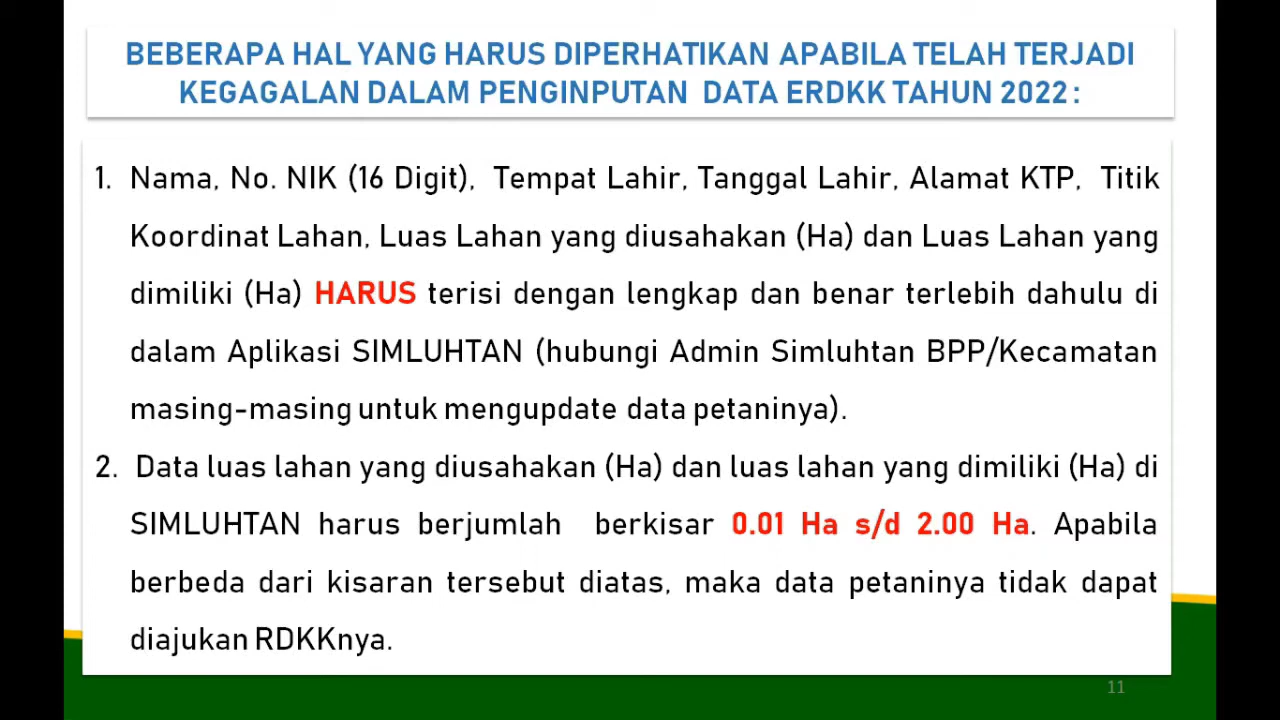 BEBERAPA HAL YANG HARUS DIPERHATIKAN APABILA TELAH TERJADI
KEGAGALAN DALAM PENGINPUTAN DATA ERDKK TAHUN 2022 :
1. Nama, No. NIK (16 Digit), Tempat Lahir, Tanggal Lahir, Alamat KTP, Titik
Koordinat Lahan, Luas Lahan yang diusahakan (Ha) dan Luas Lahan yang
dimiliki (Ha) HARUS terisi dengan lengkap dan benar terlebih dahulu di
dalam Aplikasi SIMLUHTAN (hubungi Admin Simluhtan BPP/Kecamatan
masing-masing untuk mengupdate data petaninya).
2. Data luas lahan yang diusahakan (Ha) dan luas lahan yang dimiliki (Ha) di
SIMLUHTAN harus berjumlah berkisar 0.01 Ha s/d 2.00 Ha. Apabila
berbeda dari kisaran tersebut diatas, maka data petaninya tidak dapat
diajukan RDKKnya.
11